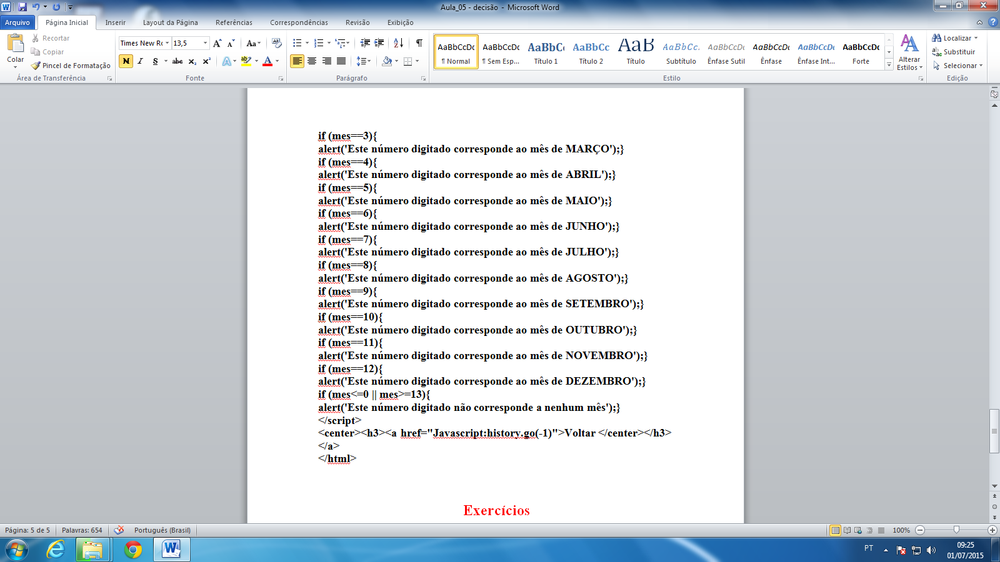 Aula_05 - decisão - Microsoft Word
Arquivo
Página Inicial
Inserir
Layout da Página
Referências
Correspondências
Revisão
Exibição
Colar
Recortar
Copiar
Pincel de Formatação
Área de Transferência
Times New Ro
13,5
N I S abc x₂ x²
Fonte
Parágrafo
AaBbCcDc
¶ Normal
AaBbCcDc
¶ Sem Esp...
AaBbCc
Título 1
AaBbCc
Título 2
AaB
Título
AaBbCc.
Subtítulo
AaBbCcDc
Ênfase Sutil
AaBbCcDc
Ênfase
AaBbCcDc
Ênfase Int...
AaBbCcDc
Forte
Estilo
Alterar
Estilos
Localizar
Substituir
Selecionar
Edição
if (mes==3){
alert('Este número digitado corresponde ao mês de MARÇO');}
if (mes==4){
alert('Este número digitado corresponde ao mês de ABRIL');}
if (mes==5){
alert('Este número digitado corresponde ao mês de MAIO');}
if (mes==6){
alert('Este número digitado corresponde ao mês de JUNHO');}
if (mes==7){
alert('Este número digitado corresponde ao mês de JULHO');}
if (mes==8){
alert('Este número digitado corresponde ao mês de AGOSTO');}
if (mes==9){
alert('Este número digitado corresponde ao mês de SETEMBRO');}
if (mes==10){
alert('Este número digitado corresponde ao mês de OUTUBRO');}
if (mes==11){
alert('Este número digitado corresponde ao mês de NOVEMBRO');}
if (mes==12){
alert('Este número digitado corresponde ao mês de DEZEMBRO');}
if (mes<=0 || mes>=13){
alert('Este número digitado não corresponde a nenhum mês');}
</script>
<center><h3><a href="Javascript:history.go(-1)">Voltar </center></h3>
</a>
</html>
Exercícios
Página: 5 de 5
Palavras: 654
Português (Brasil)
100%
PT
09:25
01/07/2015